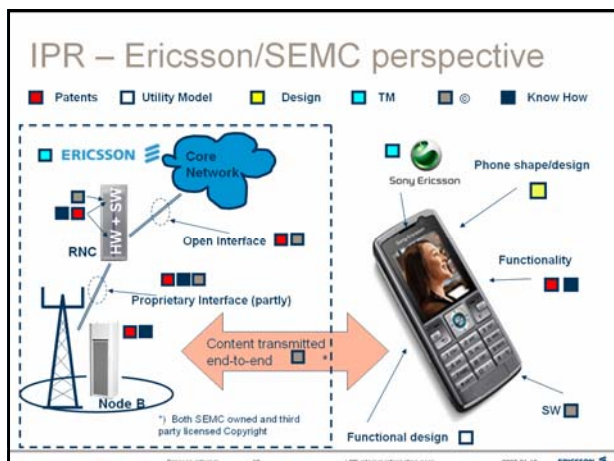 IPR – Ericsson/SEMC perspective
Patents
Utility Model
Design
TM
©
Know How
ERICSSON
Core
Network
HW + SW
RNC
Open Interface
Proprietary Interface (partly)
Node B
Content transmitted
end-to-end *
*) Both SEMC owned and third
party licensed Copyright
Sony Ericsson
Phone shape/design
Functionality
SW
Functional design
ERICSSON